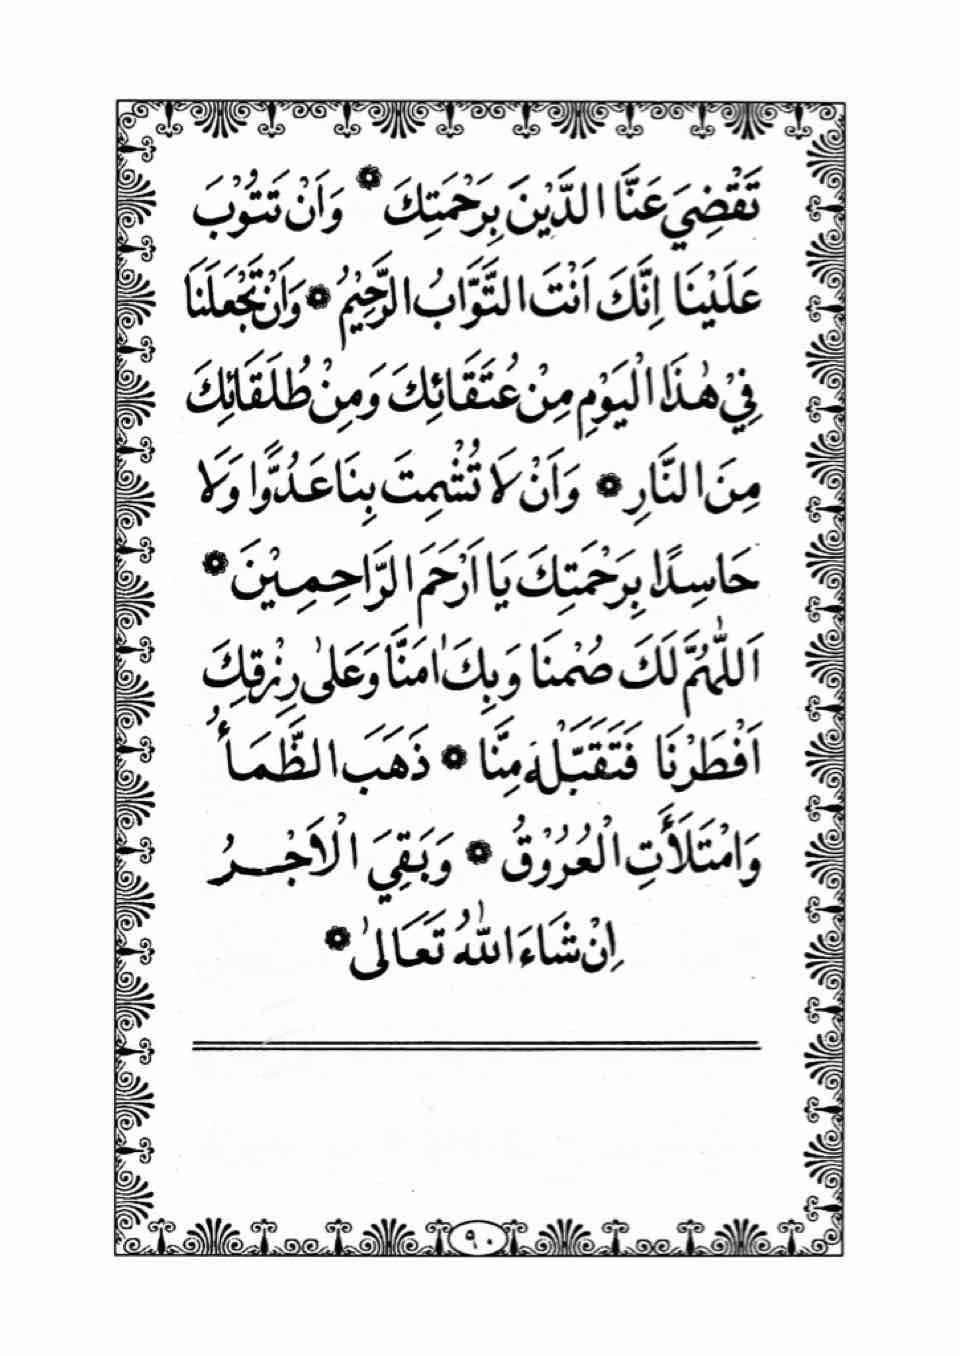 تَقْضِيَ عَنَّا الدَّيْنَ بِرَحْمَتِكَ ۞ وَاَنْ تَتُوْبَ
عَلَيْنَا اِنَّكَ اَنْتَ التَّوَّابُ الرَّحِيْمُ ۞ وَاَنْ تَجْعَلَنَا
فِيْ هٰذَا الْيَوْمِ مِنْ عُتَقَائِكَ وَمِنْ طُلَقَائِكَ
مِنَ النَّارِ ۞ وَاَنْ لَا تُشْمِتَ بِنَا عَدُوًّا وَلَا
حَاسِدًا بِرَحْمَتِكَ يَا اَرْحَمَ الرَّاحِمِيْنَ ۞
اَللّٰهُمَّ لَكَ صُمْنَا وَبِكَ اٰمَنَّا وَعَلٰى رِزْقِكَ
اَفْطَرْنَا فَتَقَبَّلْهُ مِنَّا ۞ ذَهَبَ الظَّمَأُ
وَامْتَلَأَتِ الْعُرُوْقُ ۞ وَبَقِيَ الْاَجْرُ
اِنْ شَاءَ اللّٰهُ تَعَالٰى ۞
٩٠